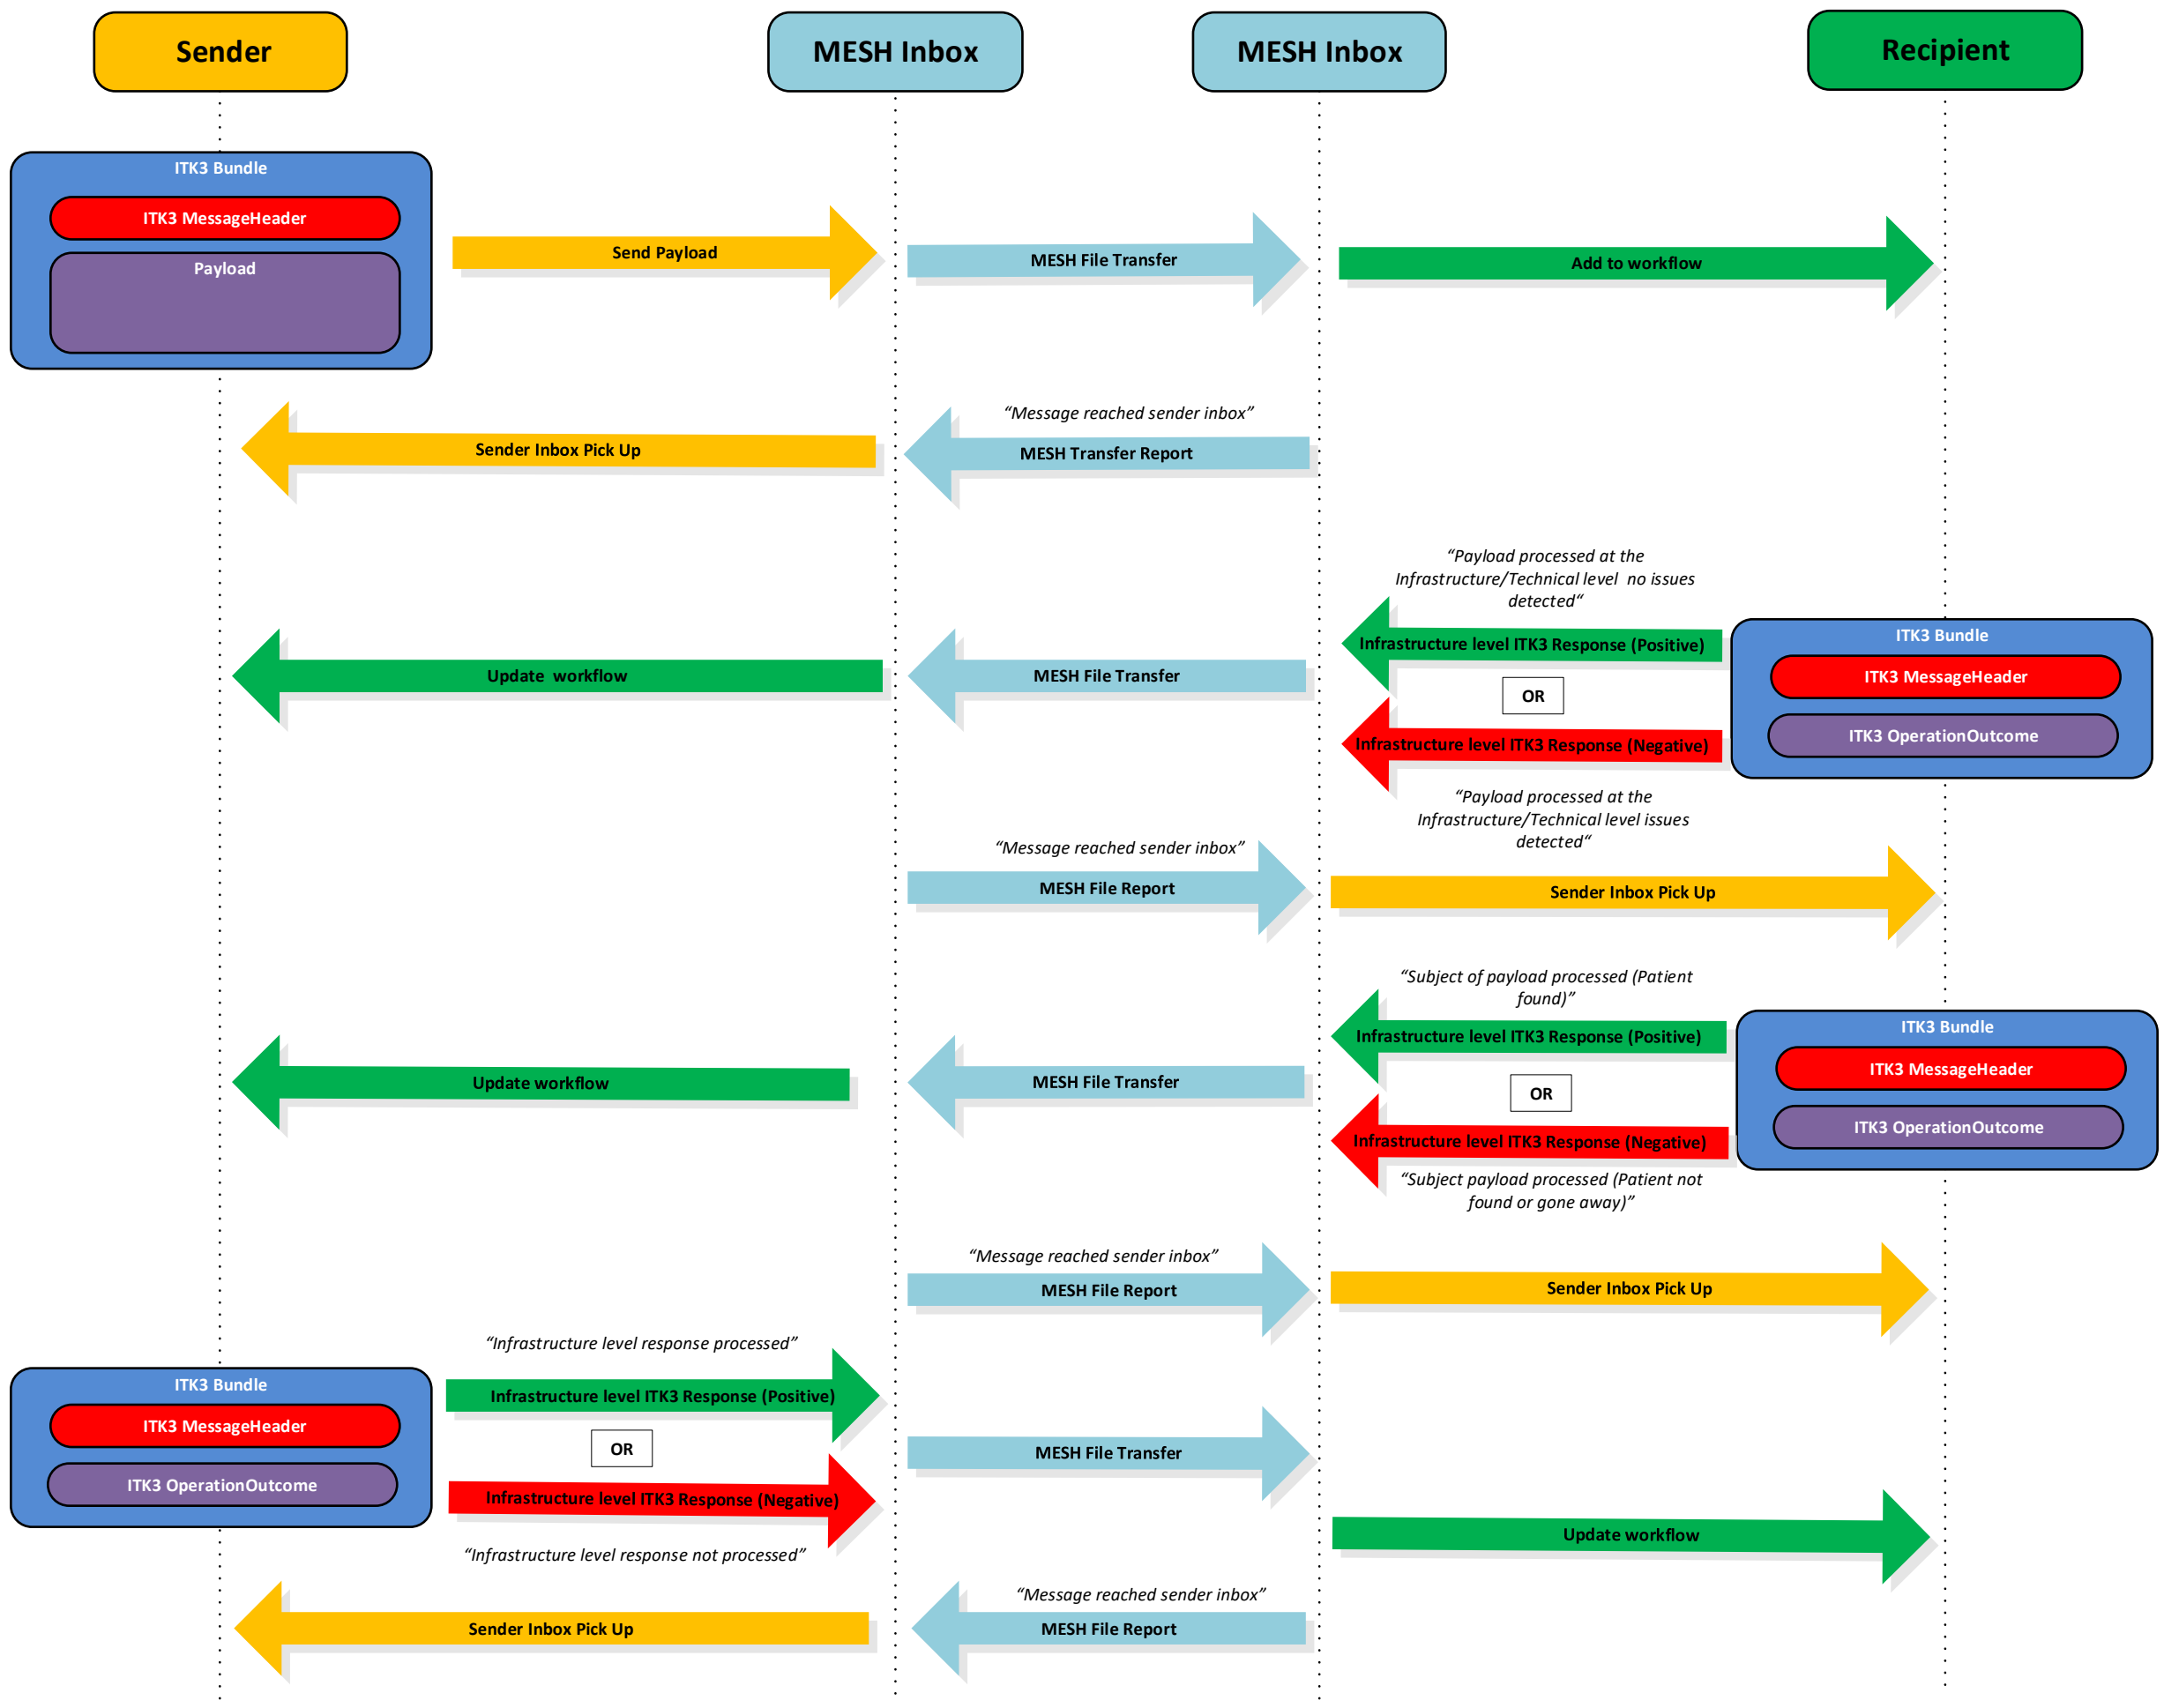 Sender
MESH Inbox
MESH Inbox
Recipient
ITK3 Bundle
ITK3 MessageHeader
Payload
Send Payload
MESH File Transfer
Add to workflow
“Message reached sender inbox”
Sender Inbox Pick Up
MESH Transfer Report
“Payload processed at the
Infrastructure/Technical level  no issues
detected“
Infrastructure level ITK3 Response (Positive)
ITK3 Bundle
ITK3 MessageHeader
ITK3 OperationOutcome
Update  workflow
MESH File Transfer
OR
Infrastructure level ITK3 Response (Negative)
“Payload processed at the
Infrastructure/Technical level issues
detected“
“Message reached sender inbox”
MESH File Report
Sender Inbox Pick Up
“Subject of payload processed (Patient
found)”
Infrastructure level ITK3 Response (Positive)
ITK3 Bundle
ITK3 MessageHeader
ITK3 OperationOutcome
Update workflow
MESH File Transfer
OR
Infrastructure level ITK3 Response (Negative)
“Subject payload processed (Patient not
found or gone away)”
“Message reached sender inbox”
MESH File Report
Sender Inbox Pick Up
“Infrastructure level response processed”
ITK3 Bundle
ITK3 MessageHeader
ITK3 OperationOutcome
Infrastructure level ITK3 Response (Positive)
OR
Infrastructure level ITK3 Response (Negative)
MESH File Transfer
Update workflow
“Infrastructure level response not processed”
“Message reached sender inbox”
Sender Inbox Pick Up
MESH File Report